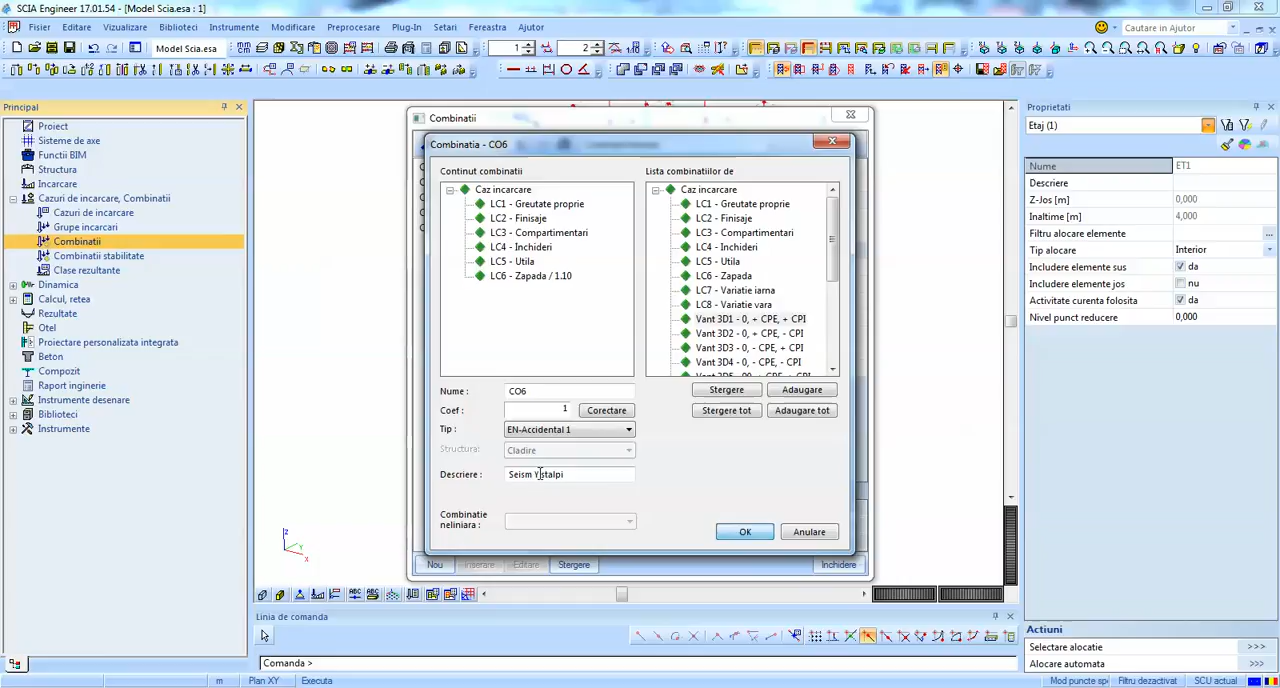 SCIA Engineer 17.01.54 - [Model Scia.esa : 1]
Fisier Editare Vizualizare Biblioteci Instrumente Modificare Preprocesare Plug-In Setari Fereastra Ajutor
Cautare in Ajutor
Model Scia.esa
1
2
Principal
Proiect
Sisteme de axe
Functii BIM
Structura
Incarcare
Cazuri de incarcare, Combinatii
Cazuri de incarcare
Grupe incarcari
Combinatii
Combinatii stabilitate
Clase rezultante
Dinamica
Calcul, retea
Rezultate
Otel
Proiectare personalizata integrata
Beton
Compozit
Raport inginerie
Instrumente desenare
Biblioteci
Instrumente
Combinatii
Combinatia - CO6
Continut combinatii
Caz incarcare
LC1 - Greutate proprie
LC2 - Finisaje
LC3 - Compartimentari
LC4 - Inchideri
LC5 - Utila
LC6 - Zapada / 1.10
Lista combinatiilor de
Caz incarcare
LC1 - Greutate proprie
LC2 - Finisaje
LC3 - Compartimentari
LC4 - Inchideri
LC5 - Utila
LC6 - Zapada
LC7 - Variatie iarna
LC8 - Variatie vara
Vant 3D1 - 0, + CPE, + CPI
Vant 3D2 - 0, + CPE, - CPI
Vant 3D3 - 0, - CPE, + CPI
Vant 3D4 - 0, - CPE, - CPI
Nume : CO6
Coef : 1 Corectare
Tip : EN-Accidental 1
Structura: Cladire
Descriere : Seism Y stalpi
Combinatie
neliniara :
Stergere Adaugare
Stergere tot Adaugare tot
OK Anulare
Nou Inserare Editare Stergere Inchidere
Z
Y
X
Proprietati
Etaj (1)
Nume ET1
Descriere
Z-Jos [m] 0,000
Inaltime [m] 4,000
Filtru alocare elemente ...
Tip alocare Interior
Includere elemente sus da
Includere elemente jos nu
Activitate curenta folosita da
Nivel punct reducere 0,000
Actiuni
Selectare alocatie >>>
Alocare automata >>>
Linia de comanda
Comanda >
m Plan XY Executa Mod puncte sp Filtru dezactivat SCU actual